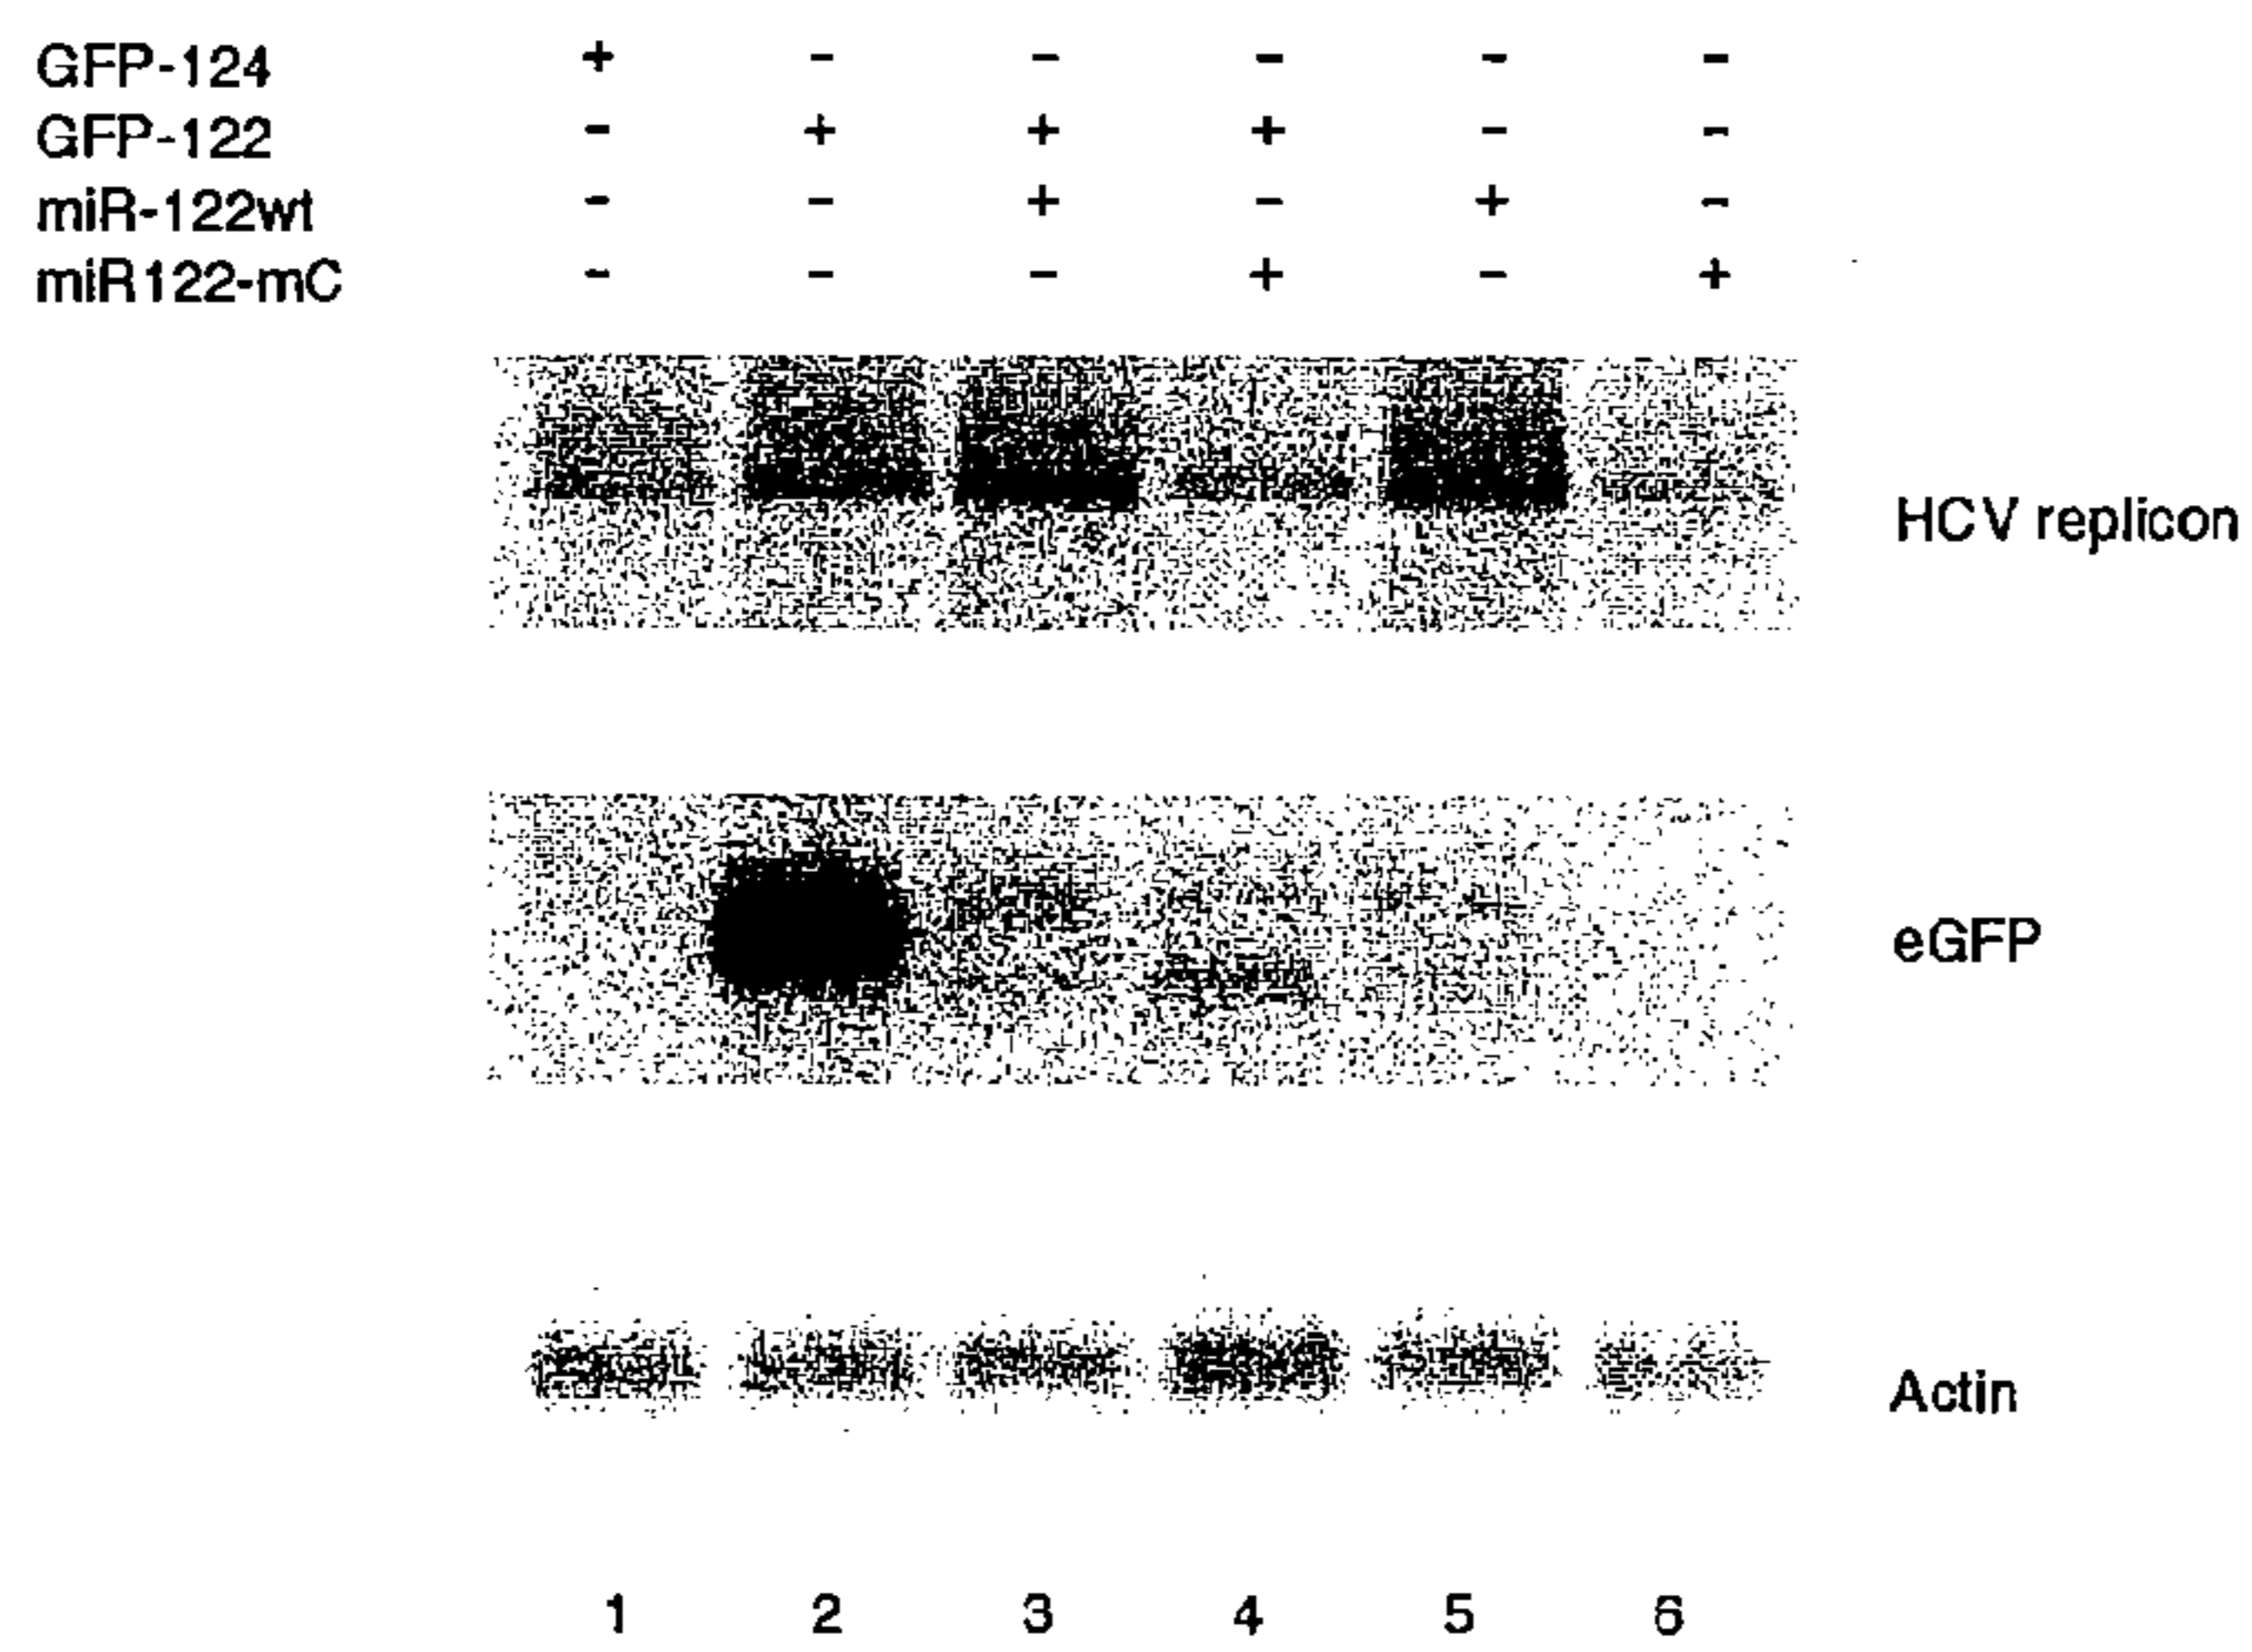 GFP-124 + - - - - -
GFP-122 - + + + - -
miR-122wt - - + - + -
miR122-mC - - - + - +
HCV replicon
eGFP
Actin
1 2 3 4 5 6